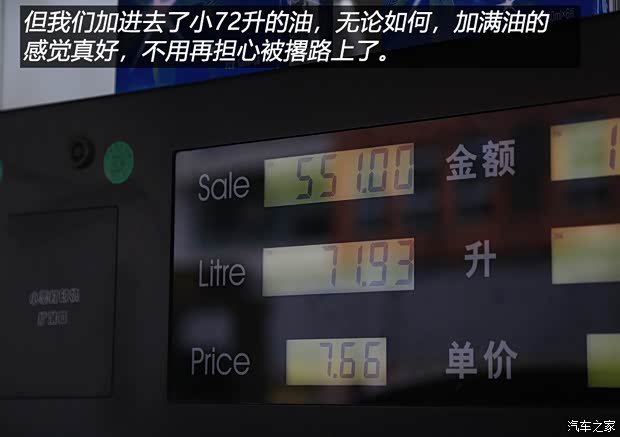 但我们加进去了小72升的油，无论如何，加满油的
感觉真好，不用再担心被撂路上了。
Sale 551.00 金额 1
Litre 71.93 升
Price 7.66 单价
汽车之家